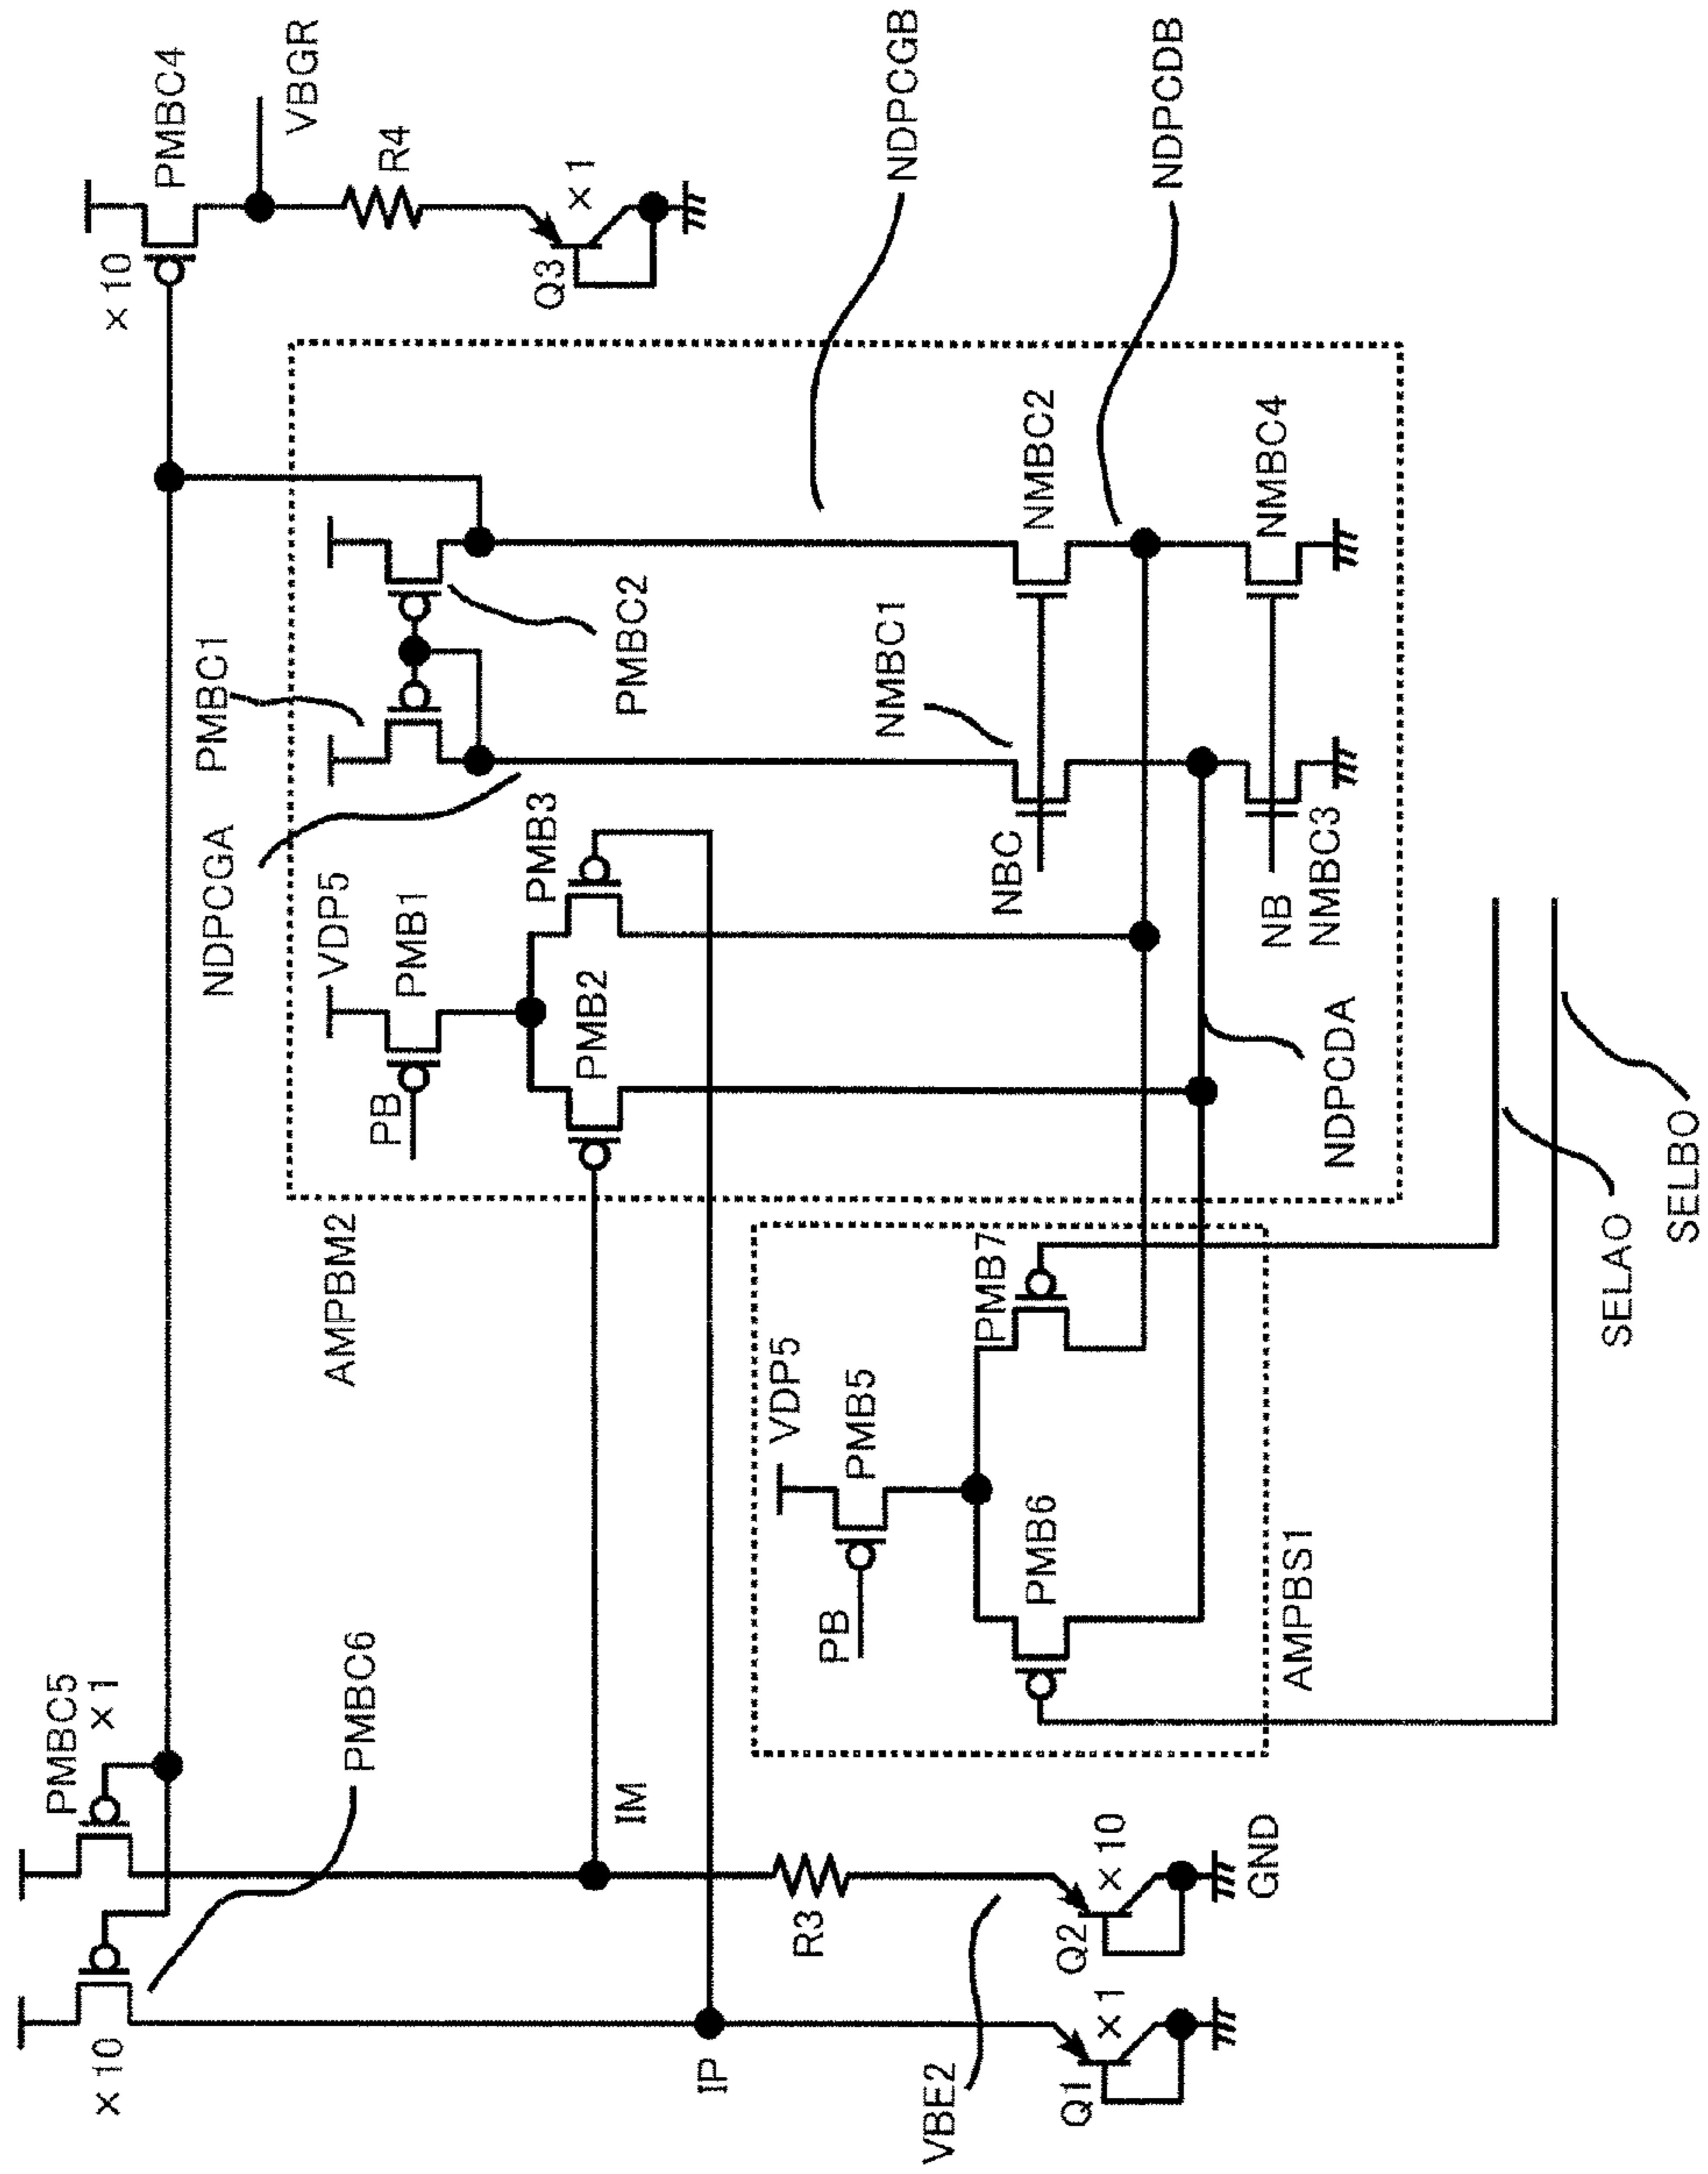 PMBC5
×1
×10
PMBC6
PMBC4
×10
VBGR
R4
Q3
×1
PMBC1
NDPCGA
PMBC2
VDP5
PMB1
PB
PMB3
PMB2
AMPBM2
NDPCGB
NMBC1
NMBC2
NBC
NDPCDB
NB
NMBC3
NMBC4
NDPCDA
IM
IP
VDP5
PMB5
PB
PMB7
PMB6
AMPBS1
R3
VBE2
Q1
×1
Q2
×10
GND
SELAO
SELBO